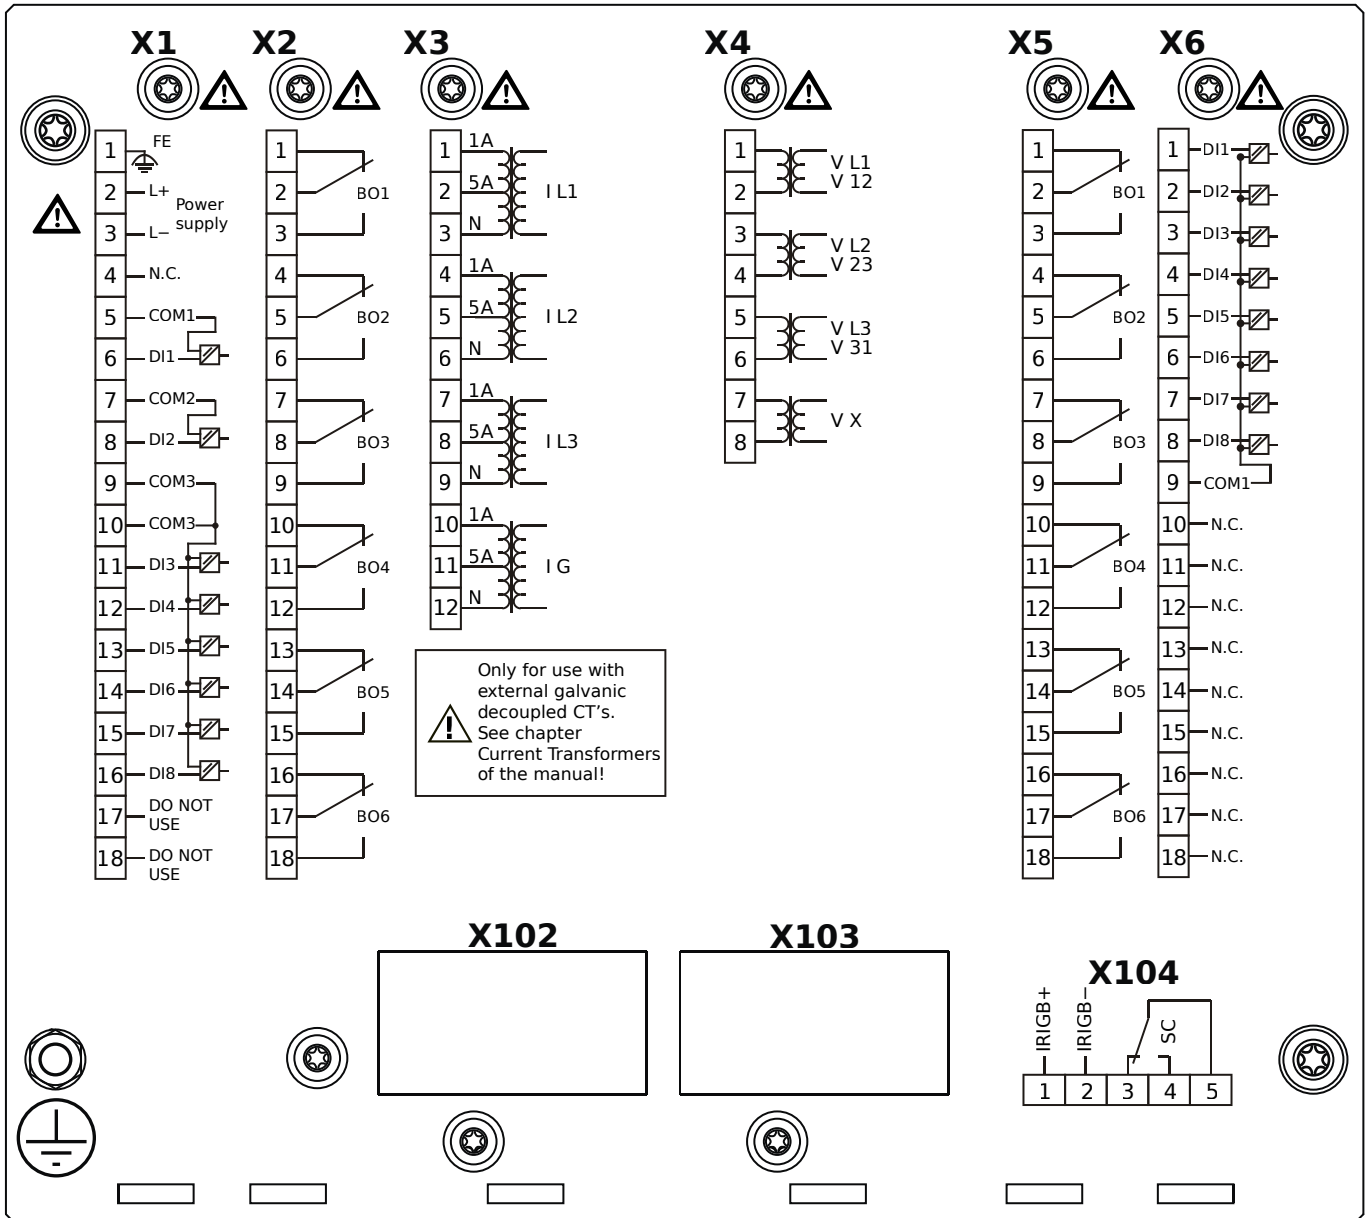 X1
X2
X3
X4
X5
X6
1 FE
2 L+
Power
supply
3 L−
4 N.C.
5 COM1
6 DI1
7 COM2
8 DI2
9 COM3
10 COM3
11 DI3
12 DI4
13 DI5
14 DI6
15 DI7
16 DI8
17 DO NOT
USE
18 DO NOT
USE
1
2 BO1
3
4
5 BO2
6
7
8 BO3
9
10
11 BO4
12
13
14 BO5
15
16
17 BO6
18
1 1A
2 5A I L1
3 N
4 1A
5 5A I L2
6 N
7 1A
8 5A I L3
9 N
10 1A
11 5A I G
12 N
Only for use with
external galvanic
decoupled CT's.
See chapter
Current Transformers
of the manual!
1 V L1
2 V 12
3 V L2
4 V 23
5 V L3
6 V 31
7 V X
8
1
2 BO1
3
4
5 BO2
6
7
8 BO3
9
10
11 BO4
12
13
14 BO5
15
16
17 BO6
18
1 DI1
2 DI2
3 DI3
4 DI4
5 DI5
6 DI6
7 DI7
8 DI8
9 COM1
10 N.C.
11 N.C.
12 N.C.
13 N.C.
14 N.C.
15 N.C.
16 N.C.
17 N.C.
18 N.C.
X102
X103
X104
IRIGB+
IRIGB−
SC
1 2 3 4 5